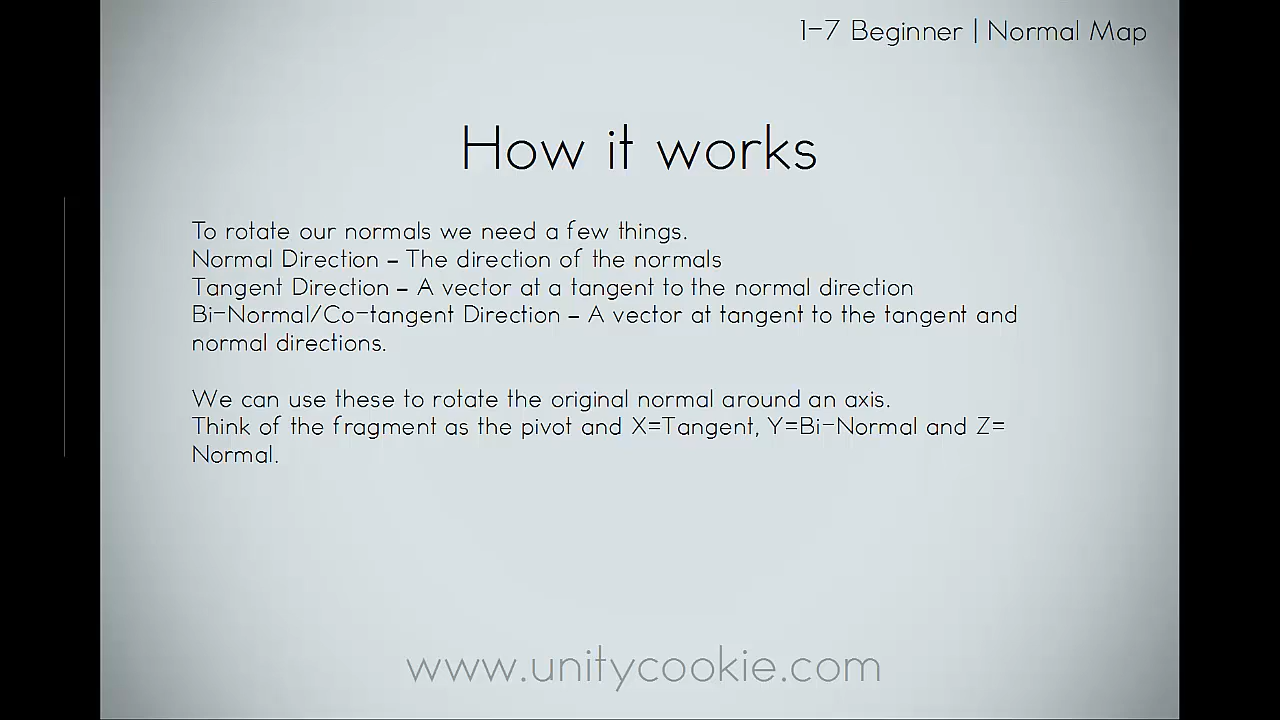 1-7 Beginner | Normal Map
How it works
To rotate our normals we need a few things.
Normal Direction – The direction of the normals
Tangent Direction – A vector at a tangent to the normal direction
Bi-Normal/Co-tangent Direction – A vector at tangent to the tangent and
normal directions.
We can use these to rotate the original normal around an axis.
Think of the fragment as the pivot and X=Tangent, Y=Bi-Normal and Z=
Normal.
www.unitycookie.com